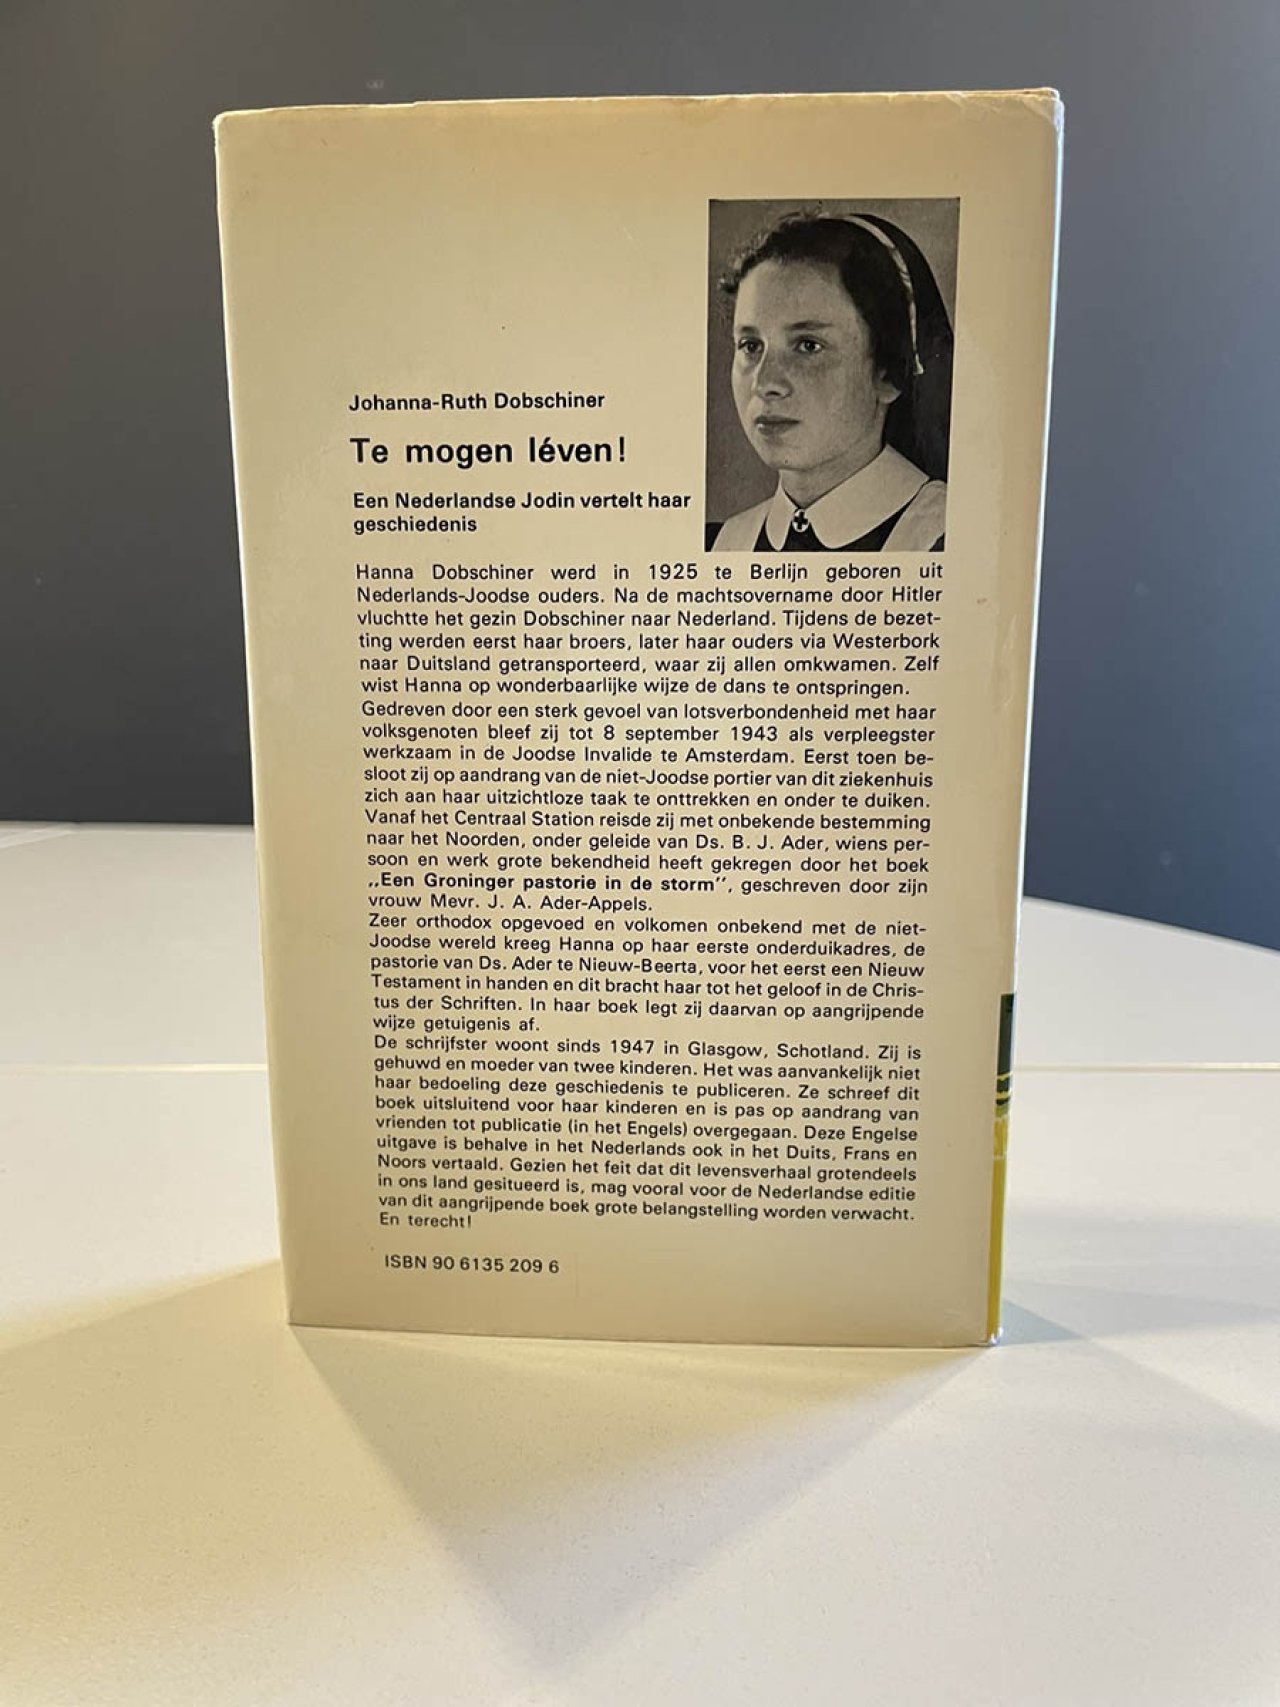 Johanna-Ruth Dobschiner
Te mogen léven!
Een Nederlandse Jodin vertelt haar
geschiedenis
Hanna Dobschiner werd in 1925 te Berlijn geboren uit
Nederlands-Joodse ouders. Na de machtsovername door Hitler
vluchtte het gezin Dobschiner naar Nederland. Tijdens de bezet-
ting werden eerst haar broers, later haar ouders via Westerbork
naar Duitsland getransporteerd, waar zij allen omkwamen. Zelf
wist Hanna op wonderbaarlijke wijze de dans te ontspringen.
Gedreven door een sterk gevoel van lotsverbondenheid met haar
volksgenoten bleef zij tot 8 september 1943 als verpleegster
werkzaam in de Joodse Invalide te Amsterdam. Eerst toen be-
sloot zij op aandrang van de niet-Joodse portier van dit ziekenhuis
zich aan haar uitzichtloze taak te onttrekken en onder te duiken.
Vanaf het Centraal Station reisde zij met onbekende bestemming
naar het Noorden, onder geleide van Ds. B. J. Ader, wiens per-
soon en werk grote bekendheid heeft gekregen door het boek
„Een Groninger pastorie in de storm”, geschreven door zijn
vrouw Mevr. J. A. Ader-Appels.
Zeer orthodox opgevoed en volkomen onbekend met de niet-
Joodse wereld kreeg Hanna op haar eerste onderduikadres, de
pastorie van Ds. Ader te Nieuw-Beerta, voor het eerst een Nieuw
Testament in handen en dit bracht haar tot het geloof in de Chris-
tus der Schriften. In haar boek legt zij daarvan op aangrijpende
wijze getuigenis af.
De schrijfster woont sinds 1947 in Glasgow, Schotland. Zij is
gehuwd en moeder van twee kinderen. Het was aanvankelijk niet
haar bedoeling deze geschiedenis te publiceren. Ze schreef dit
boek uitsluitend voor haar kinderen en is pas op aandrang van
vrienden tot publicatie (in het Engels) overgegaan. Deze Engelse
uitgave is behalve in het Nederlands ook in het Duits, Frans en
Noors vertaald. Gezien het feit dat dit levensverhaal grotendeels
in ons land gesitueerd is, mag vooral voor de Nederlandse editie
van dit aangrijpende boek grote belangstelling worden verwacht.
En terecht!
ISBN 90 6135 209 6